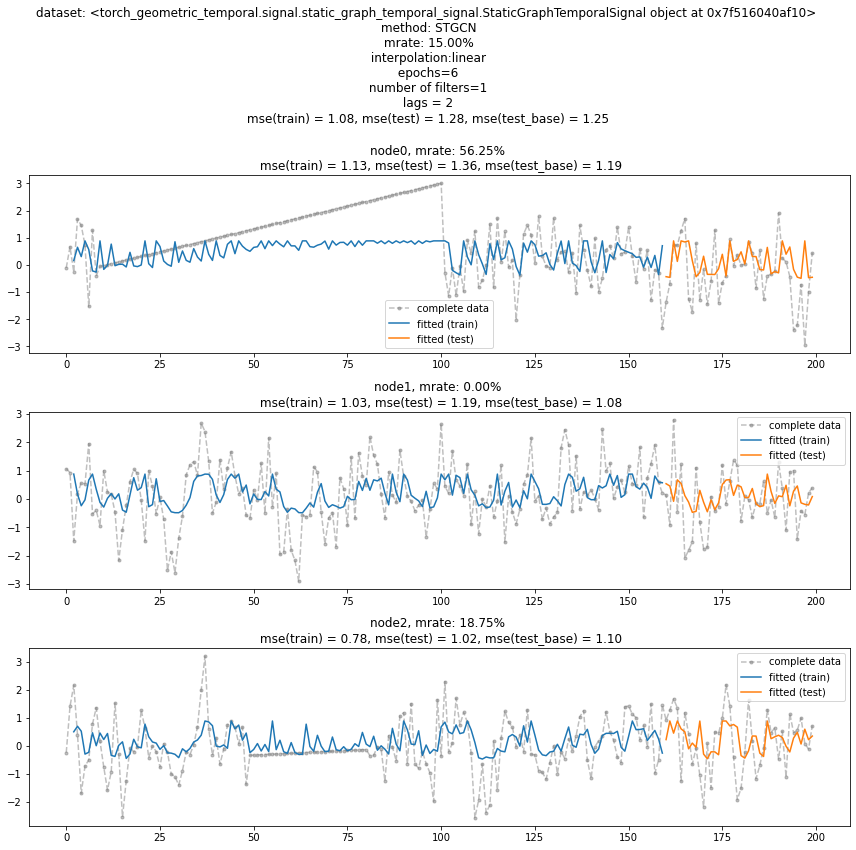 dataset: <torch_geometric_temporal.signal.static_graph_temporal_signal.StaticGraphTemporalSignal object at 0x7f516040af10>
method: STGCN
mrate: 15.00%
interpolation:linear
epochs=6
number of filters=1
lags = 2
mse(train) = 1.08, mse(test) = 1.28, mse(test_base) = 1.25
node0, mrate: 56.25%
mse(train) = 1.13, mse(test) = 1.36, mse(test_base) = 1.19
3
2
1
0
−1
−2
−3
complete data
fitted (train)
fitted (test)
0 25 50 75 100 125 150 175 200
node1, mrate: 0.00%
mse(train) = 1.03, mse(test) = 1.19, mse(test_base) = 1.08
3
2
1
0
−1
−2
−3
complete data
fitted (train)
fitted (test)
0 25 50 75 100 125 150 175 200
node2, mrate: 18.75%
mse(train) = 0.78, mse(test) = 1.02, mse(test_base) = 1.10
3
2
1
0
−1
−2
complete data
fitted (train)
fitted (test)
0 25 50 75 100 125 150 175 200